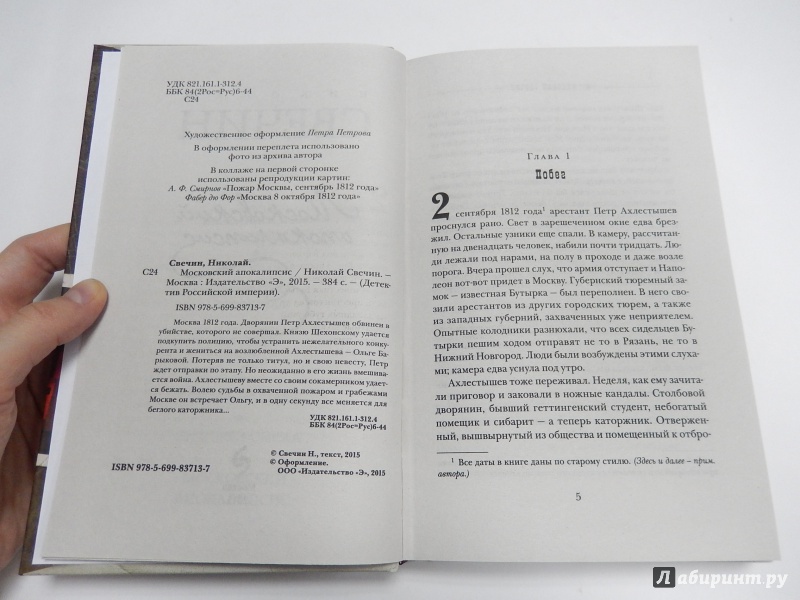 УДК 821.161.1-312.4
ББК 84(2Рос=Рус)6-44
С24
Художественное оформление Петра Петрова
В оформлении переплета использовано
фото из архива автора
В коллаже на первой сторонке
использованы репродукции картин:
А. Ф. Смирнов «Пожар Москвы, сентябрь 1812 года»
Фабер дю Фор «Москва 8 октября 1812 года»
Свечин, Николай.
С24 Московский апокалипсис / Николай Свечин. –
Москва : Издательство «Э», 2015. – 384 с. – (Детек-
тив Российской империи).
ISBN 978-5-699-83713-7
Москва 1812 года. Дворянин Петр Ахлестышев обвинен в
убийстве, которого не совершал. Князю Шехонскому удается
подкупить полицию, чтобы устранить нежелательного конку-
рента и жениться на возлюбленной Ахлестышева – Ольге Ба-
рыковой. Потеряв не только титул, но и свою невесту, Петр
ждет отправки по этапу. Но неожиданно в его жизнь вмешива-
ется война. Ахлестышеву вместе со своим сокамерником удает-
ся бежать. Волею судьбы в охваченной пожаром и грабежами
Москве он встречает Ольгу, и в одну секунду все меняется для
беглого каторжника...
УДК 821.161.1-312.4
ББК 84(2Рос=Рус)6-44
© Свечин Н., текст, 2015
© Оформление.
ISBN 978-5-699-83713-7 ООО «Издательство «Э», 2015
Глава 1
Побег
2 сентября 1812 года¹ арестант Петр Ахлестышев
проснулся рано. Свет в зарешеченном окне едва брез-
жил. Остальные узники еще спали. В камеру, рассчитан-
ную на двенадцать человек, набили почти тридцать. Лю-
ди лежали под нарами, на полу в проходе и даже возле
порога. Вчера прошел слух, что армия отступает и Напо-
леон вот-вот придет в Москву. Губернский тюремный за-
мок – известная Бутырка – был переполнен. В него сво-
зили арестантов из других городских тюрем, а также
из западных губерний, захваченных уже неприятелем.
Опытные колодники разнюхали, что всех сидельцев Бу-
тырки пешим ходом отправят не то в Рязань, не то в
Нижний Новгород. Люди были возбуждены этими слуха-
ми; камера едва уснула под утро.
Ахлестышев тоже переживал. Неделя, как ему зачита-
ли приговор и заковали в ножные кандалы. Столбовой
дворянин, бывший геттингенский студент, небогатый
помещик и сибарит – а теперь каторжник. Отвержен-
ный, вышвырнутый из общества и помещенный к отбро-
¹ Все даты в книге даны по старому стилю. (Здесь и далее – прим.
автора.)
5
Лабиринт.ру